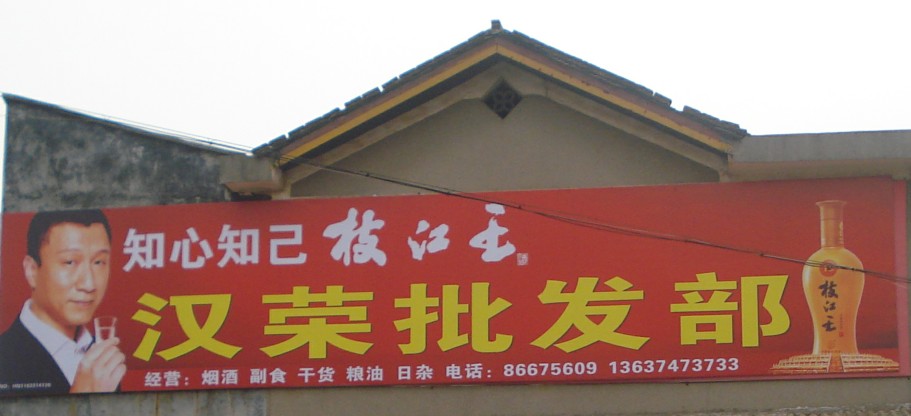 知心知己 枝江王
汉荣批发部
经营：烟酒 副食 干货 粮油 日杂 电话：86675609 13637473733
枝江王